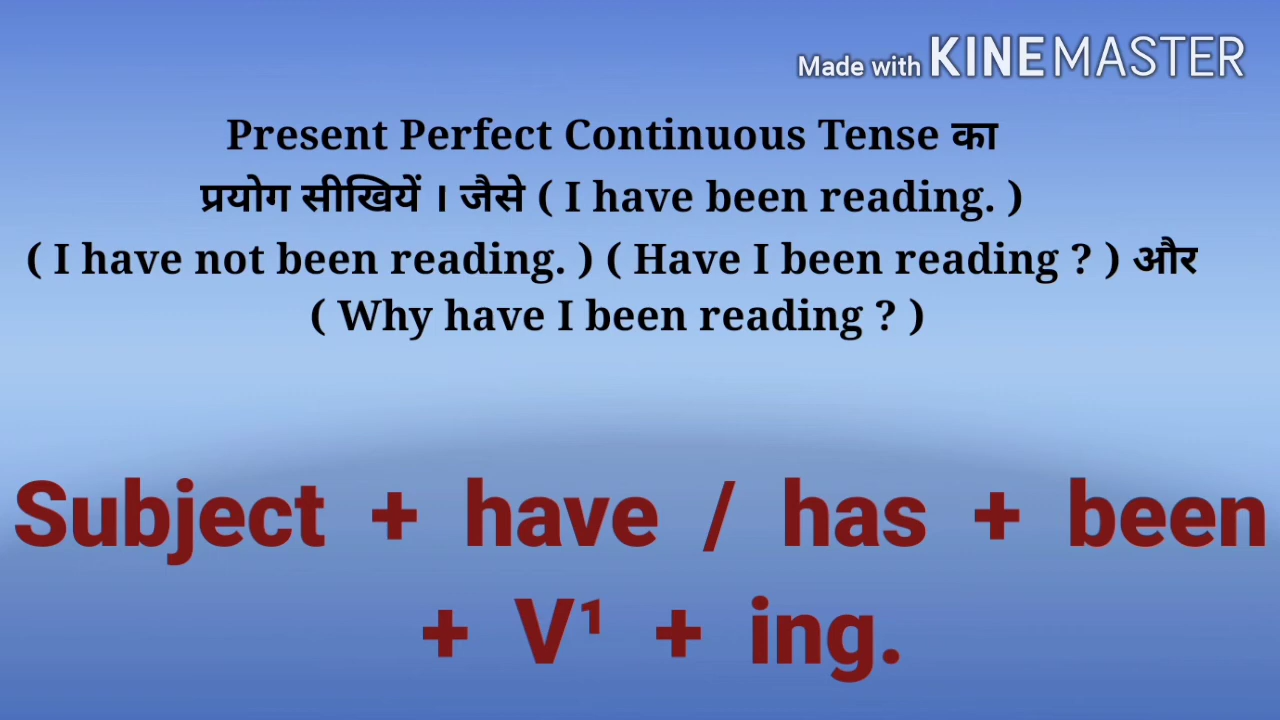 Made with KINEMASTER
Present Perfect Continuous Tense का
प्रयोग सीखियें । जैसे ( I have been reading. )
( I have not been reading. ) ( Have I been reading ? ) और
( Why have I been reading ? )
Subject + have / has + been
+ V¹ + ing.